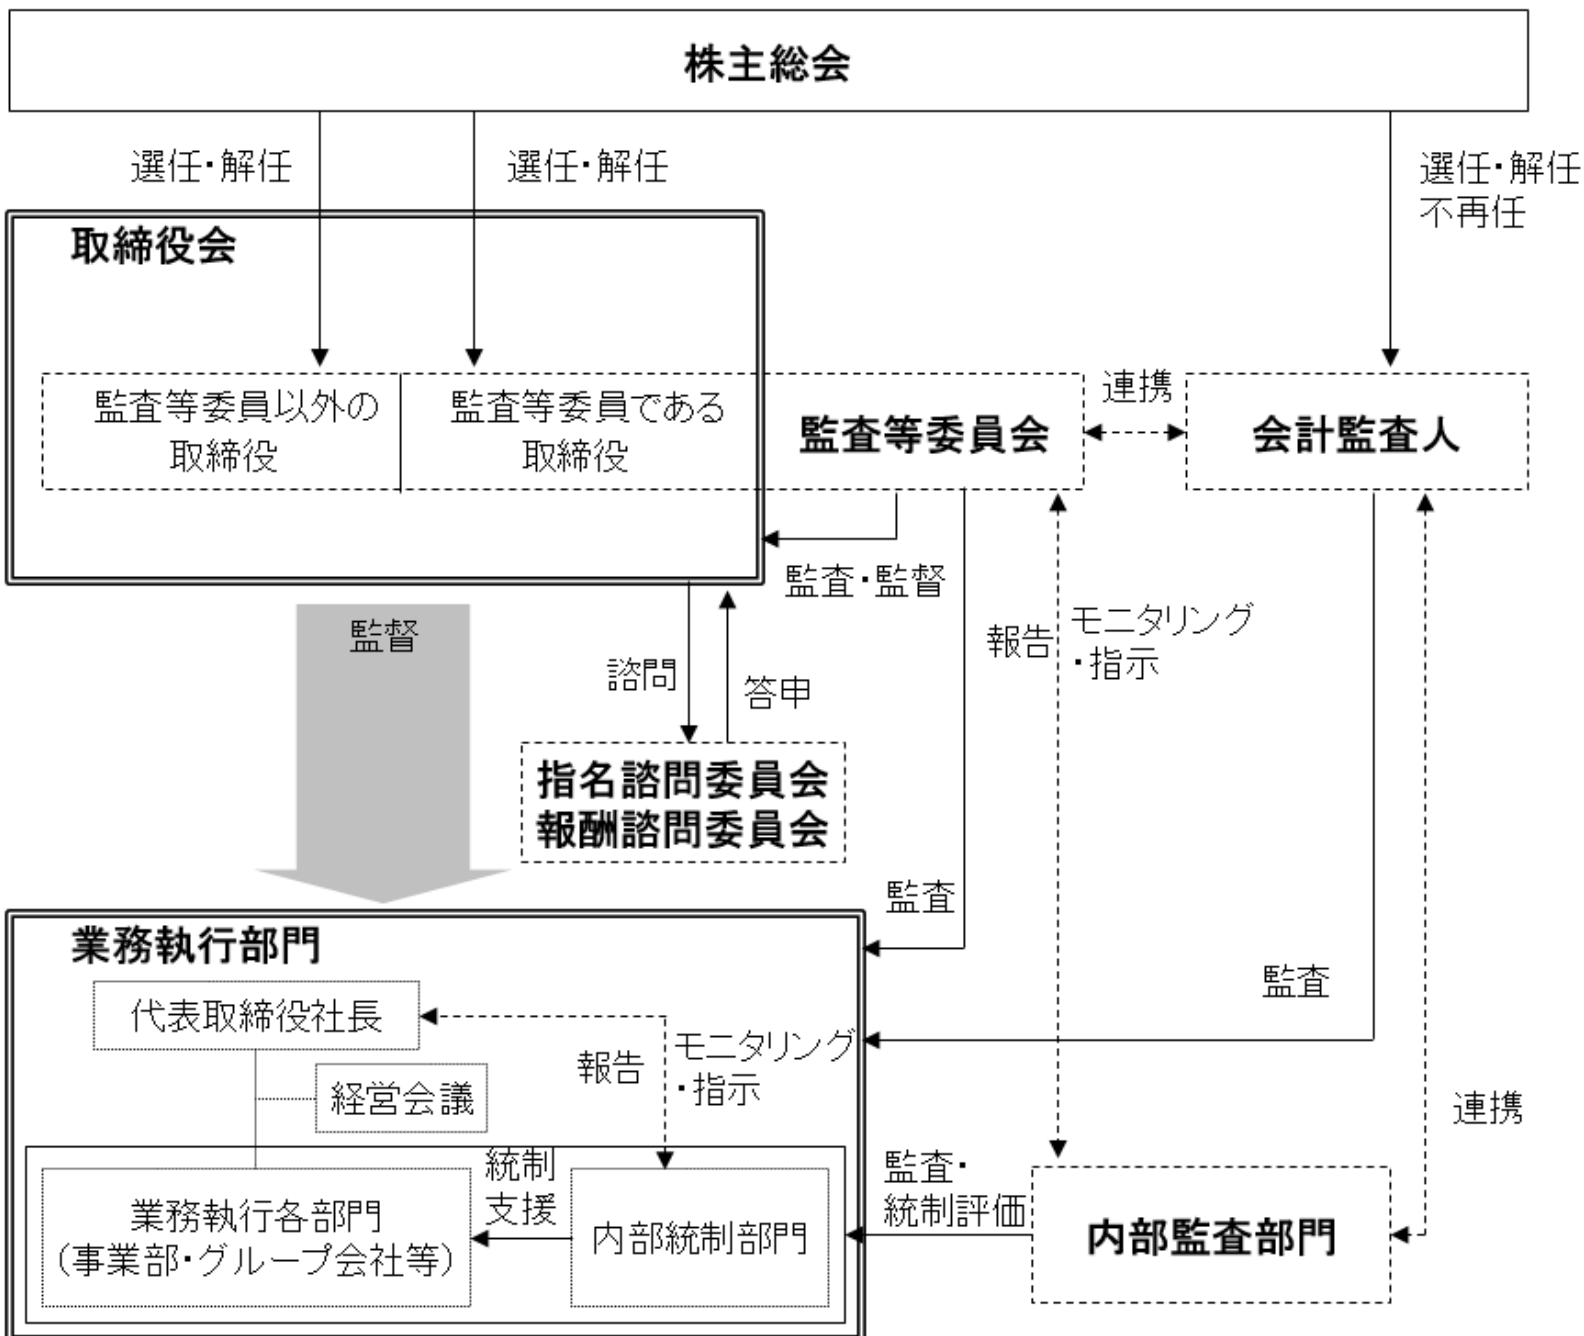 株主総会
選任・解任
選任・解任
選任・解任
不再任
取締役会
監査等委員以外の
取締役
監査等委員である
取締役
監査等委員会
連携
会計監査人
監査・監督
監督
諮問
答申
報告
モニタリング
・指示
指名諮問委員会
報酬諮問委員会
監査
監査
業務執行部門
代表取締役社長
経営会議
報告
モニタリング
・指示
連携
統制
支援
業務執行各部門
(事業部・グループ会社等)
内部統制部門
監査・
統制評価
内部監査部門